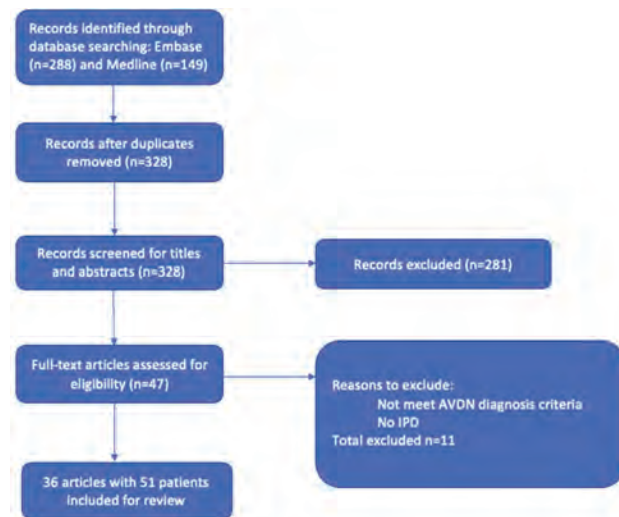 Records identified through
database searching: Embase
(n=288) and Medline (n=149)
Records after duplicates
removed (n=328)
Records screened for titles
and abstracts (n=328)
Records excluded (n=281)
Full-text articles assessed for
eligibility (n=47)
Reasons to exclude:
Not meet AVDN diagnosis criteria
No IPD
Total excluded n=11
36 articles with 51 patients
included for review